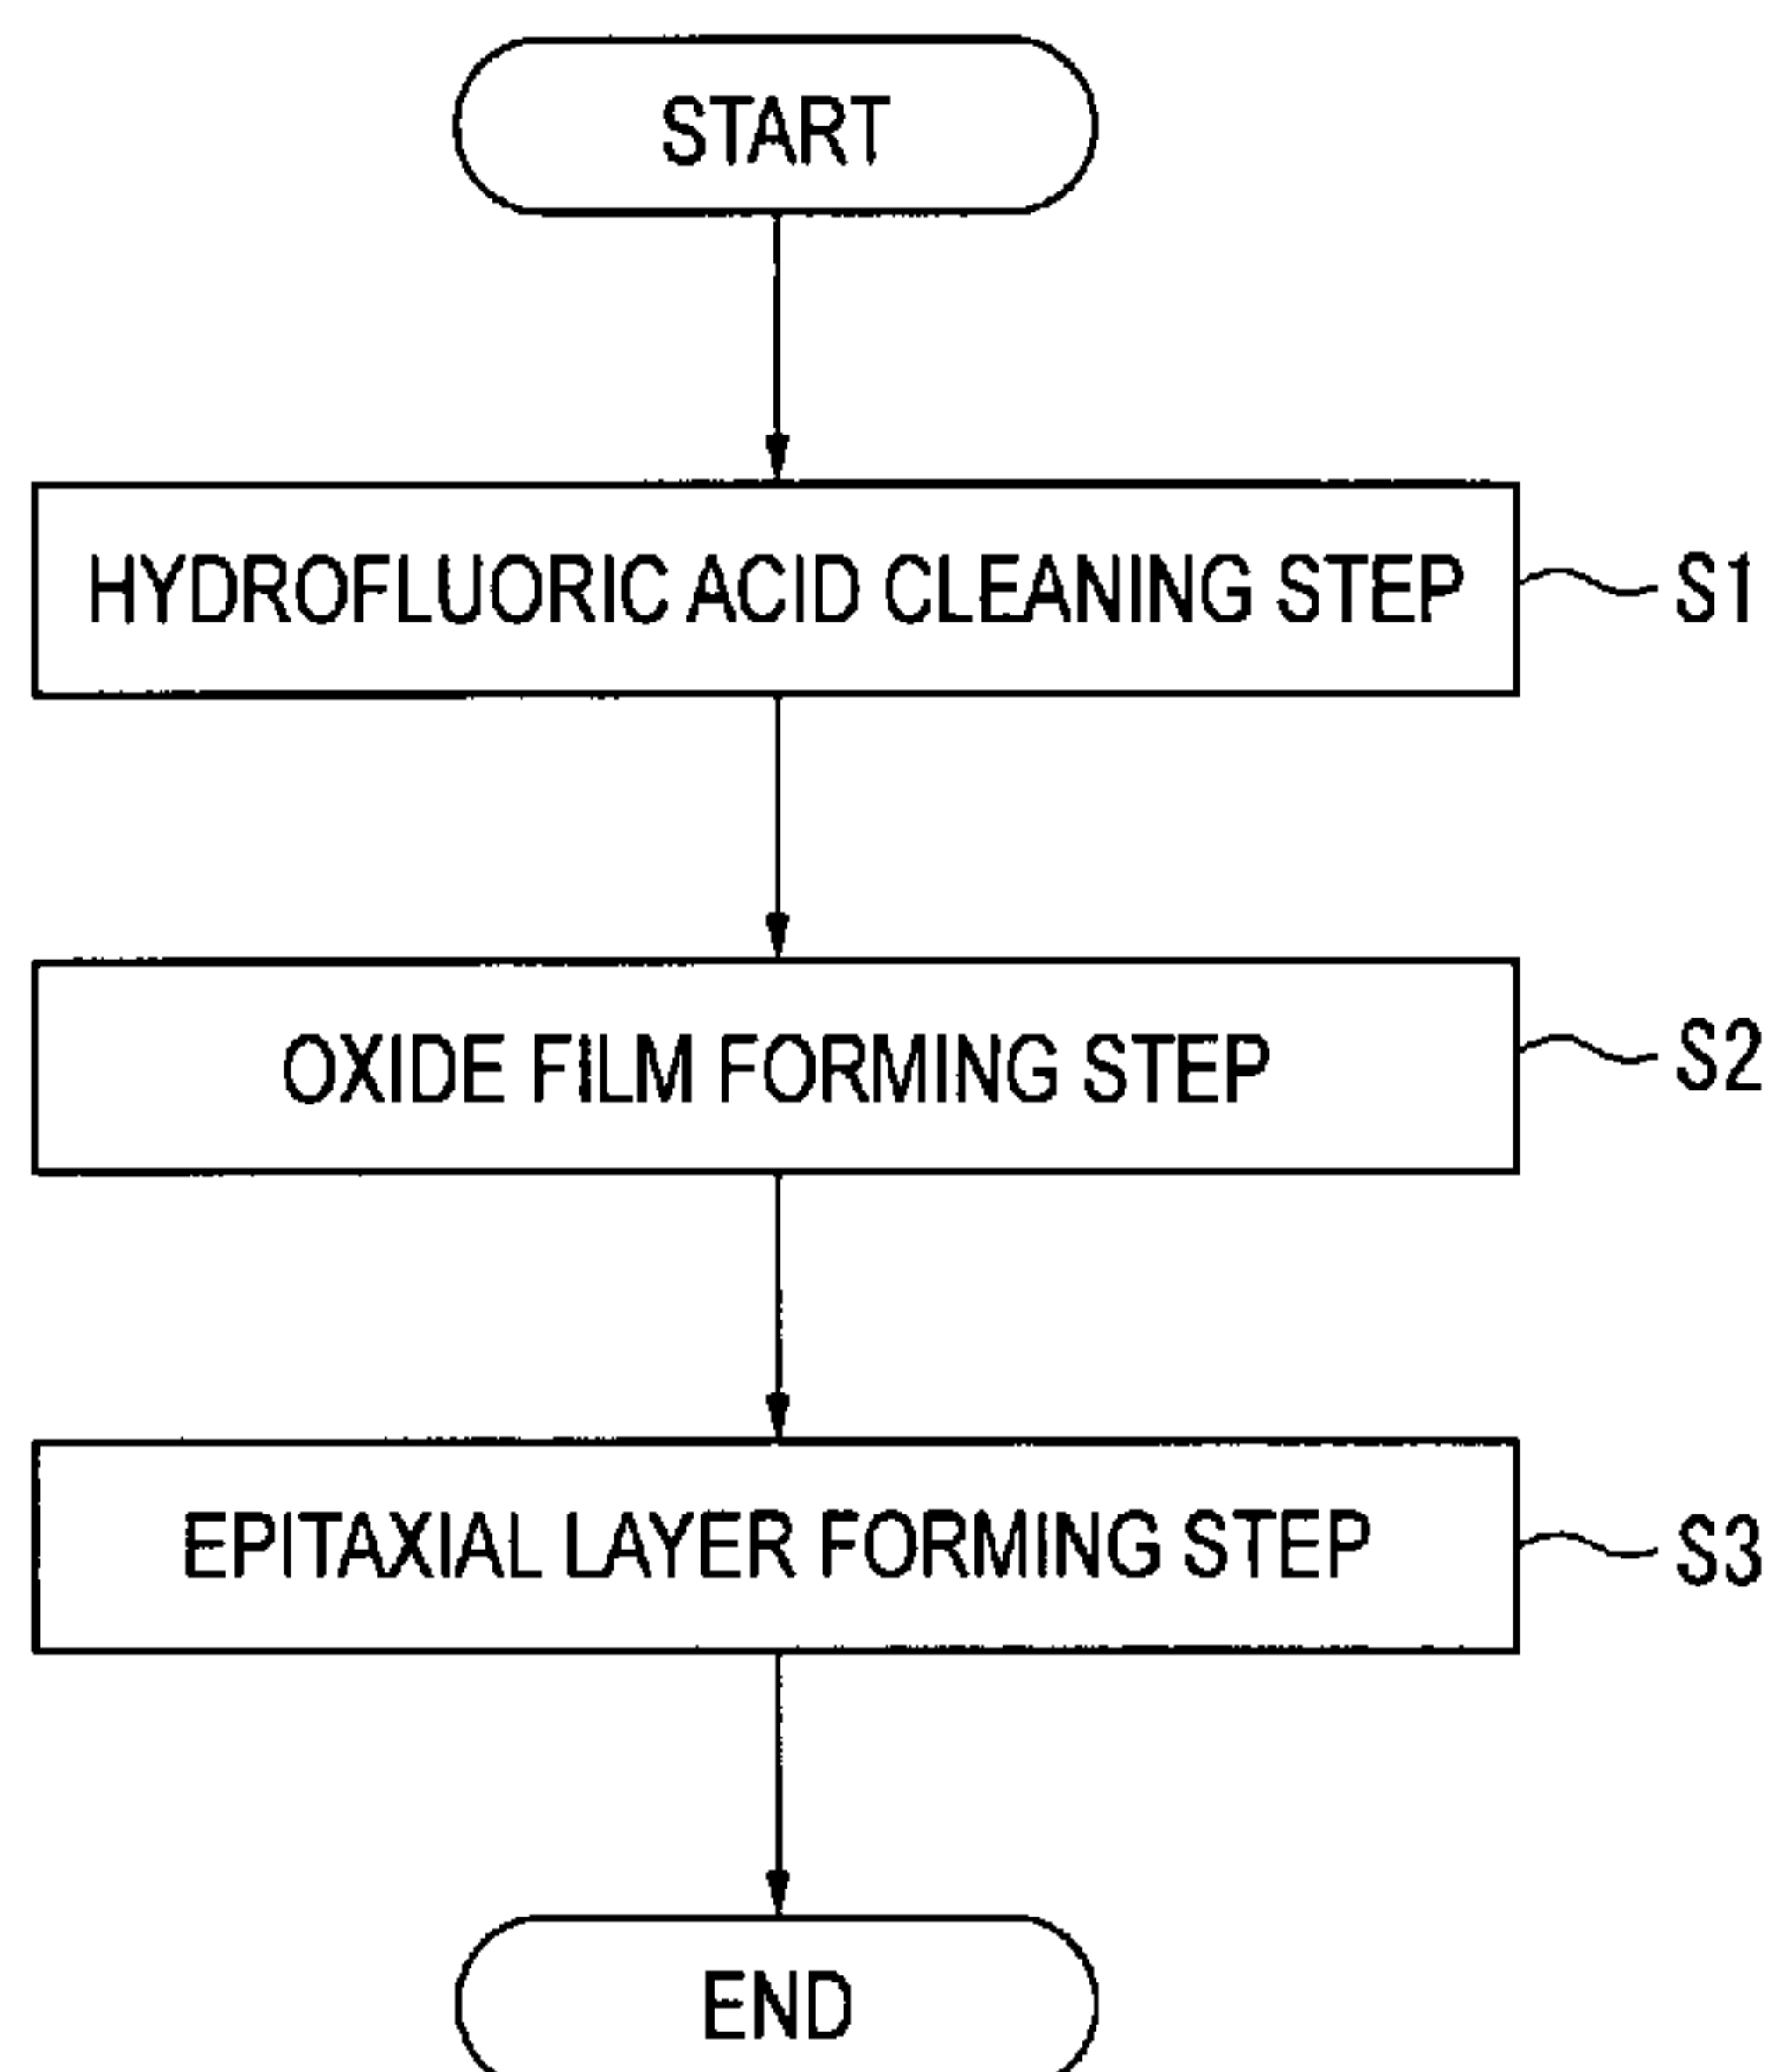 START
HYDROFLUORIC ACID CLEANING STEP S1
OXIDE FILM FORMING STEP S2
EPITAXIAL LAYER FORMING STEP S3
END